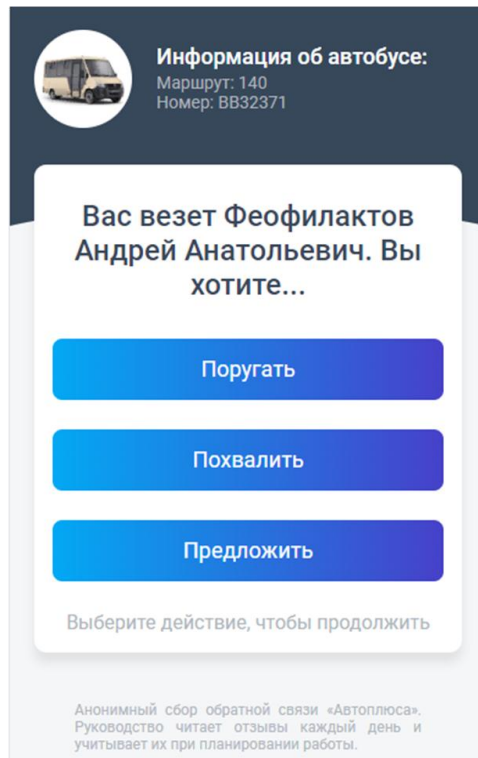 Информация об автобусе:
Маршрут: 140
Номер: ВВ32371
Вас везет Феофилактов
Андрей Анатольевич. Вы
хотите...
Поругать
Похвалить
Предложить
Выберите действие, чтобы продолжить
Анонимный сбор обратной связи «Автоплюса».
Руководство читает отзывы каждый день и
учитывает их при планировании работы.